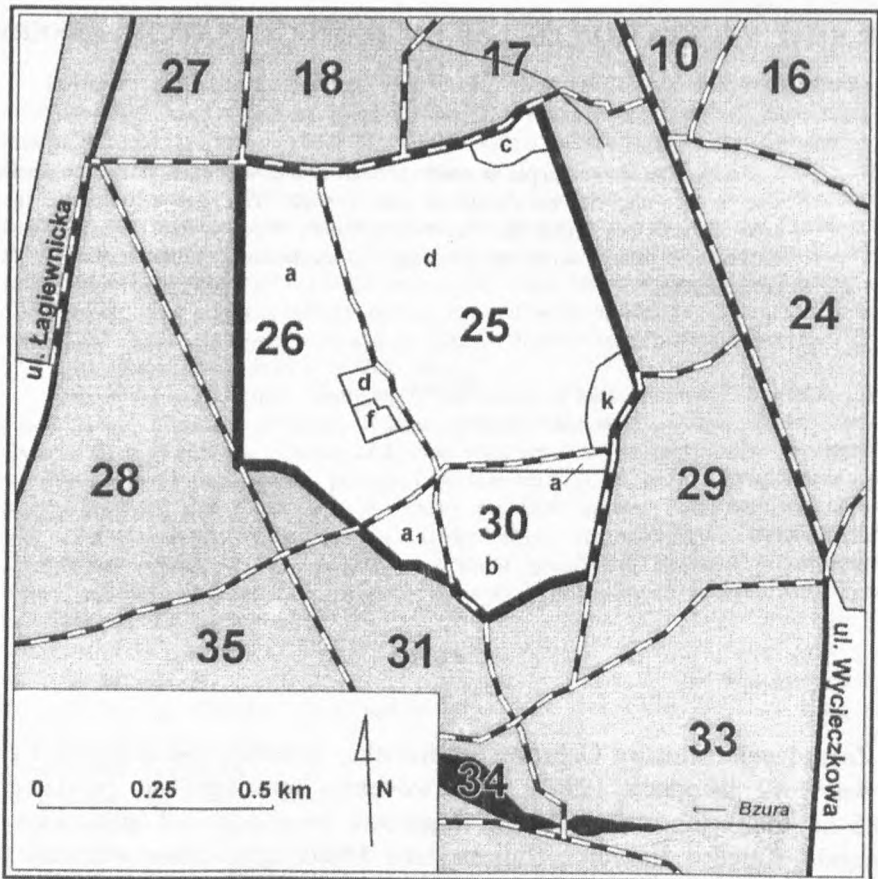 27
18
17
10
16
c
ul. Łagiewnicka
a
d
26
25
24
d
f
k
28
a
30
29
a1
b
35
31
ul. Wycieczkowa
33
34
0 0.25 0.5 km
N
Bzura